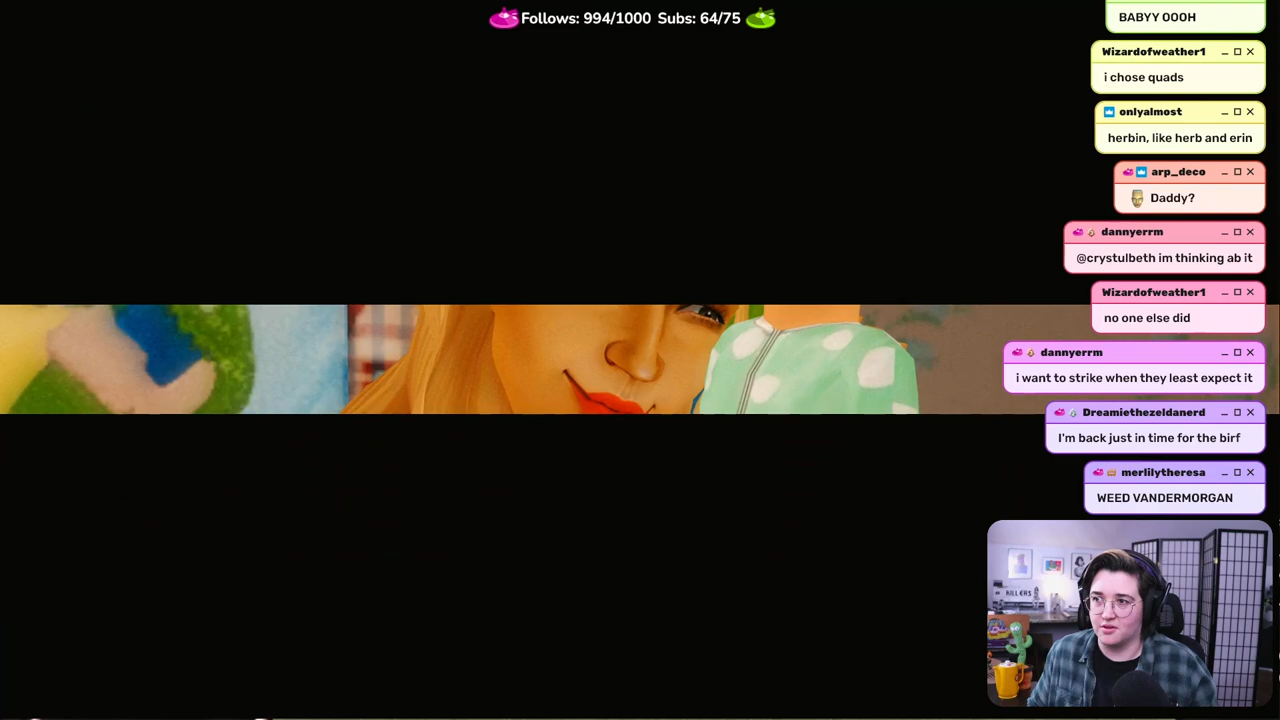 Follows: 994/1000 Subs: 64/75
BABYY OOOH
Wizardofweather1
i chose quads
onlyalmost
herbin, like herb and erin
arp_deco
Daddy?
dannyerrm
@crystulbeth im thinking ab it
Wizardofweather1
no one else did
dannyerrm
i want to strike when they least expect it
Dreamiethezeldanerd
I'm back just in time for the birf
merlilytheresa
WEED VANDERMORGAN
KILLERS